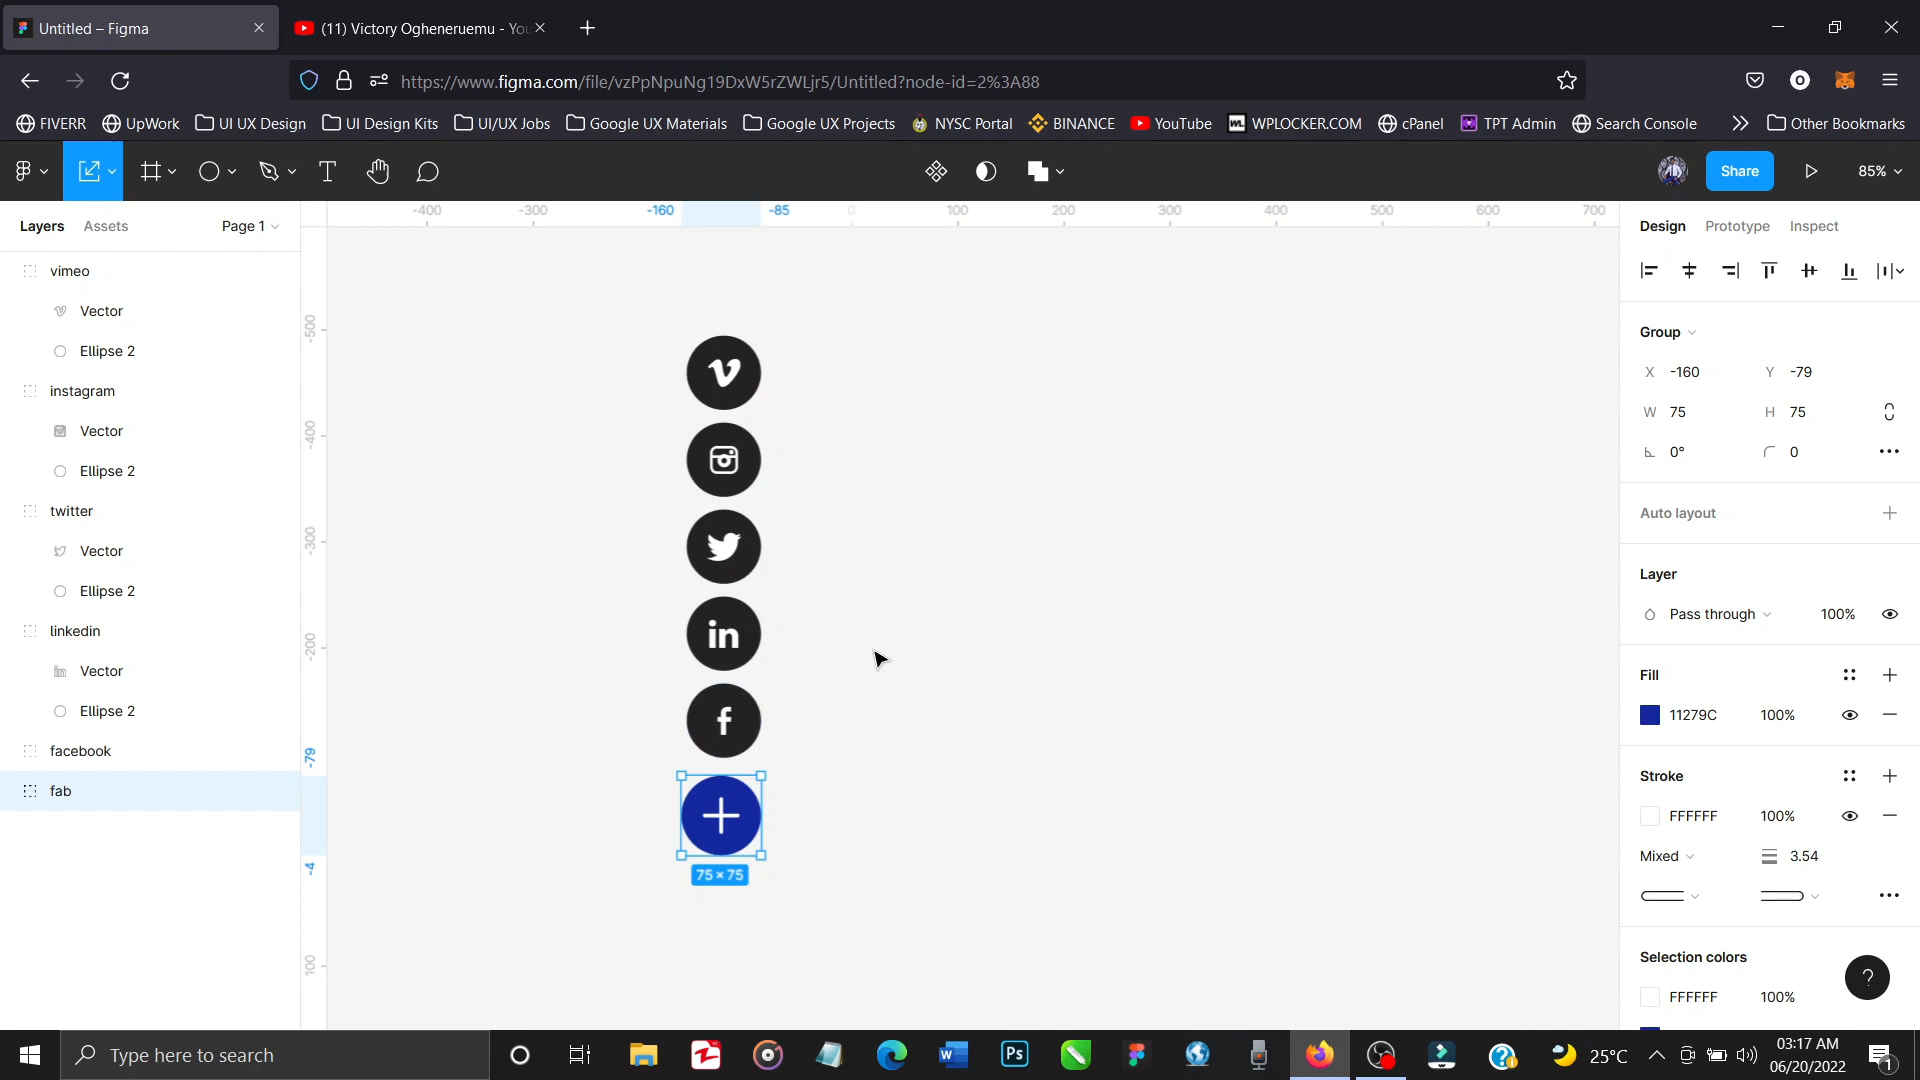 Untitled – Figma
(11) Victory Ogheneruemu - You
https://www.figma.com/file/vzPpNpuNg19DxW5rZWLjr5/Untitled?node-id=2%3A88
FIVERR
UpWork
UI UX Design
UI Design Kits
UI/UX Jobs
Google UX Materials
Google UX Projects
NYSC Portal
BINANCE
YouTube
WPLOCKER.COM
cPanel
TPT Admin
Search Console
Other Bookmarks
Share
85%
Layers
Assets
Page 1
-400
-300
-160
-85
0
100
200
300
400
500
600
700
Design
Prototype
Inspect
vimeo
Vector
Ellipse 2
instagram
Vector
Ellipse 2
twitter
Vector
Ellipse 2
linkedin
Vector
Ellipse 2
facebook
fab
-500
-400
-300
-200
-79
-4
100
in
f
75 × 75
Group
X -160
Y -79
W 75
H 75
0°
0
Auto layout
Layer
Pass through
100%
Fill
11279C
100%
Stroke
FFFFFF
100%
Mixed
3.54
Selection colors
FFFFFF
100%
?
Type here to search
Ps
25°C
03:17 AM
06/20/2022
1